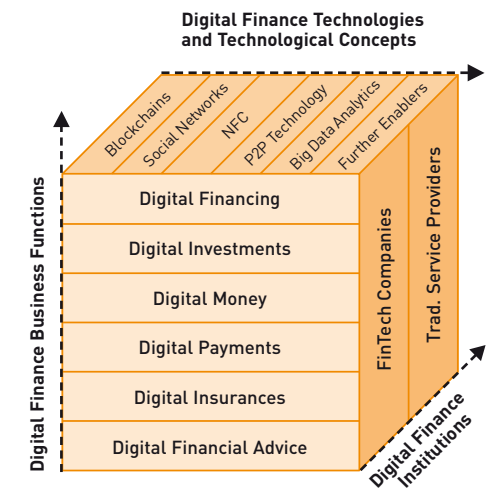 Digital Finance Technologies
and Technological Concepts
Blockchains
Social Networks
NFC
P2P Technology
Big Data Analytics
Further Enablers
Digital Finance Business Functions
Digital Financing
Digital Investments
Digital Money
Digital Payments
Digital Insurances
Digital Financial Advice
FinTech Companies
Trad. Service Providers
Digital Finance
Institutions